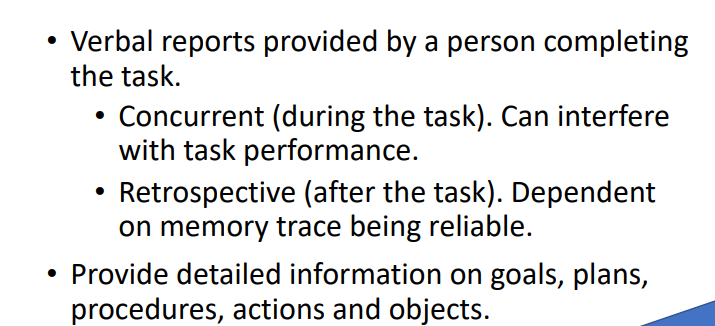 • Verbal reports provided by a person completing
the task.
• Concurrent (during the task). Can interfere
with task performance.
• Retrospective (after the task). Dependent
on memory trace being reliable.
• Provide detailed information on goals, plans,
procedures, actions and objects.